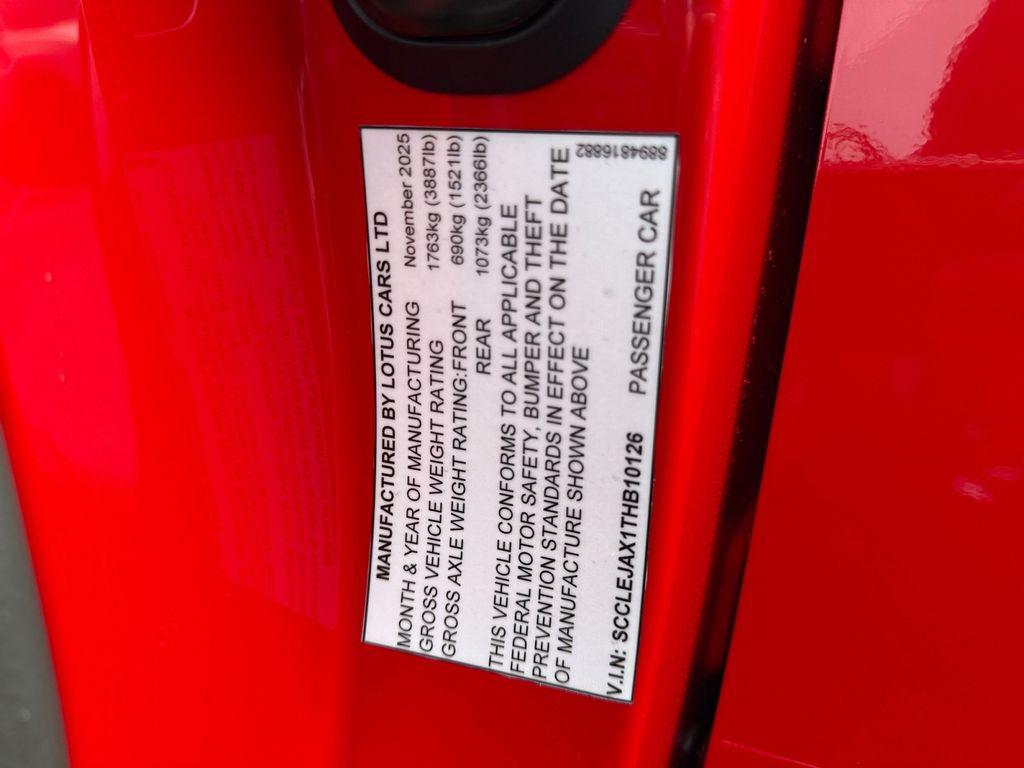 MANUFACTURED BY LOTUS CARS LTD
MONTH & YEAR OF MANUFACTURING November 2025
GROSS VEHICLE WEIGHT RATING 1763kg (3887lb)
GROSS AXLE WEIGHT RATING:FRONT 690kg (1521lb)
REAR 1073kg (2366lb)
THIS VEHICLE CONFORMS TO ALL APPLICABLE
FEDERAL MOTOR SAFETY, BUMPER AND THEFT
PREVENTION STANDARDS IN EFFECT ON THE DATE
OF MANUFACTURE SHOWN ABOVE
V.I.N: SCCLEJAX1THB10126 PASSENGER CAR